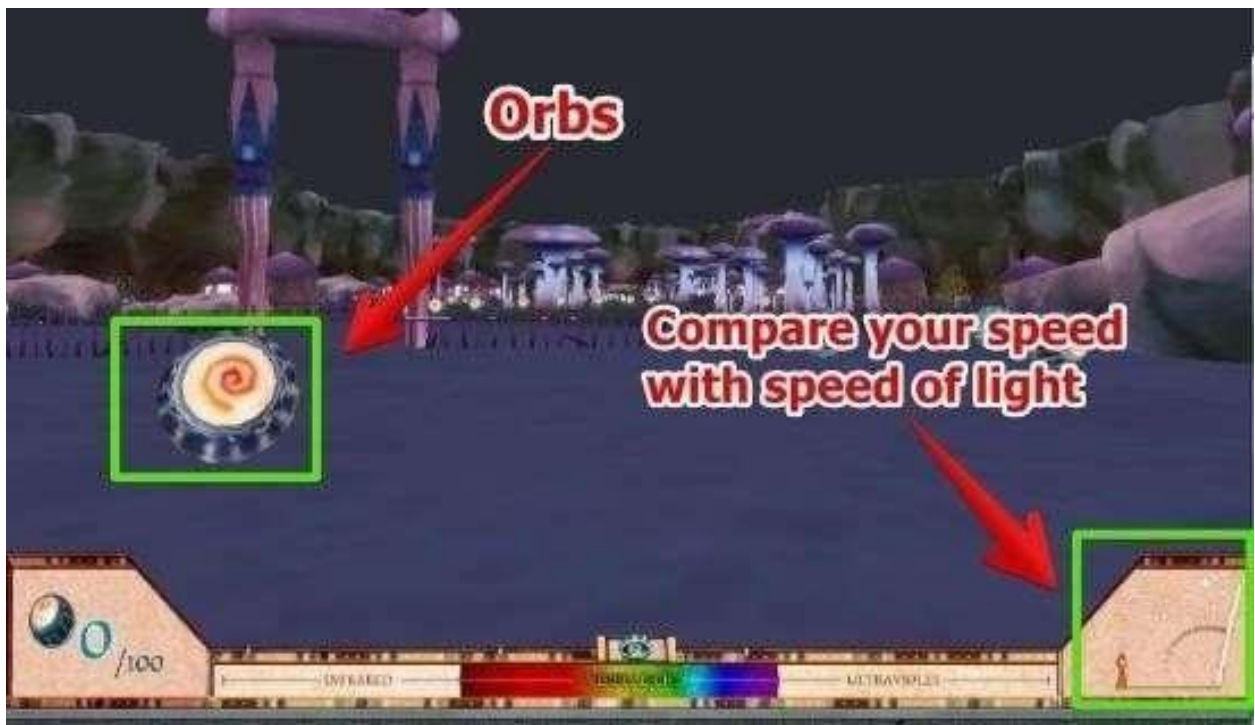 Orbs
Compare your speed
with speed of light
0/100
INFRARED
ULTRAVIOLET